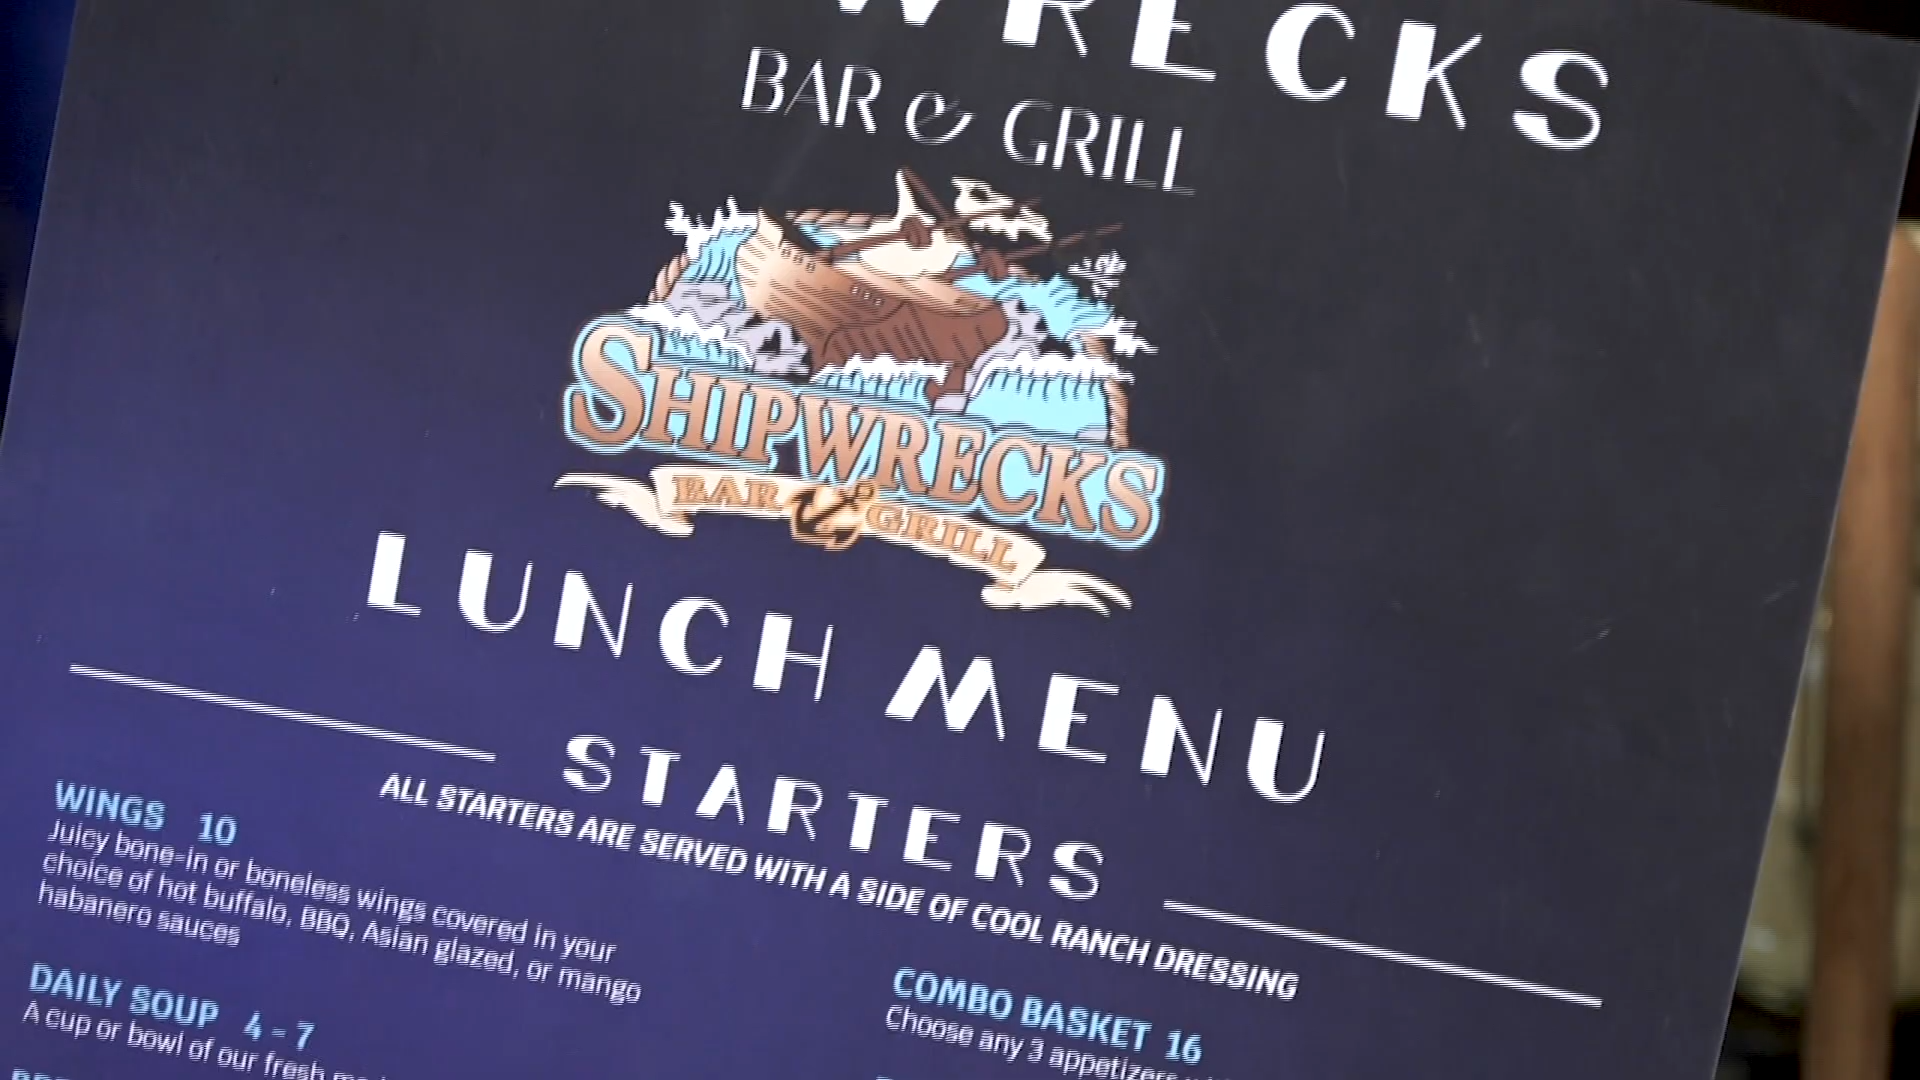 WRECKS
BAR & GRILL
SHIPWRECKS
BAR GRILL
LUNCH MENU
STARTERS
ALL STARTERS ARE SERVED WITH A SIDE OF COOL RANCH DRESSING
WINGS 10
Juicy bone-in or boneless wings covered in your
choice of hot buffalo, BBQ, Asian glazed, or mango
habanero sauces
DAILY SOUP 4 - 7
A cup or bowl of our fresh
COMBO BASKET 16
Choose any 3 appetizers